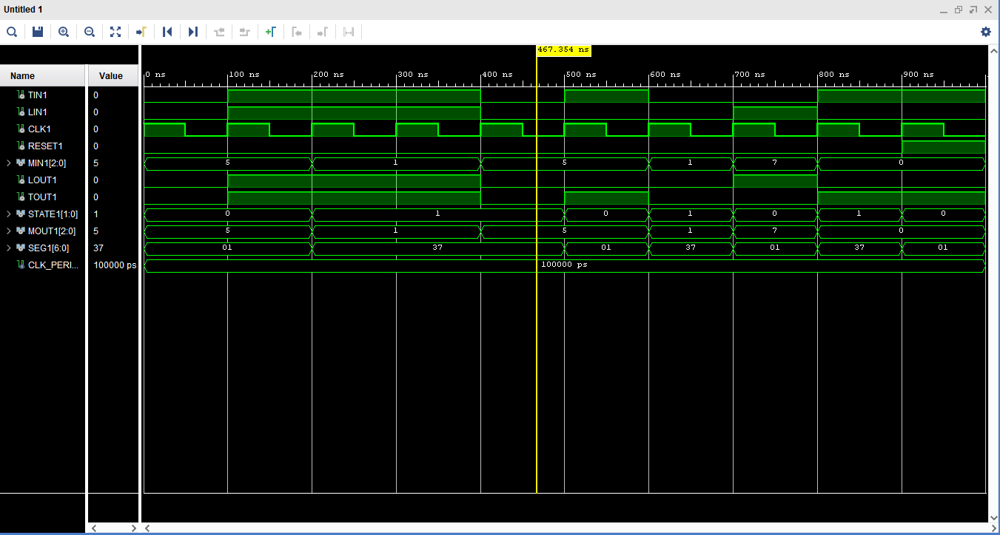 Untitled 1
467.354 ns
Name Value 0 ns 100 ns 200 ns 300 ns 400 ns 500 ns 600 ns 700 ns 800 ns 900 ns
TIN1 0
LIN1 0
CLK1 0
RESET1 0
MIN1[2:0] 5 5 1 5 1 7 0
LOUT1 0
TOUT1 0
STATE1[1:0] 1 0 1 0 1 0 1 0
MOUT1[2:0] 5 5 1 5 1 7 0
SEG1[6:0] 37 01 37 01 37 01 37 01
CLK_PERI... 100000 ps 100000 ps